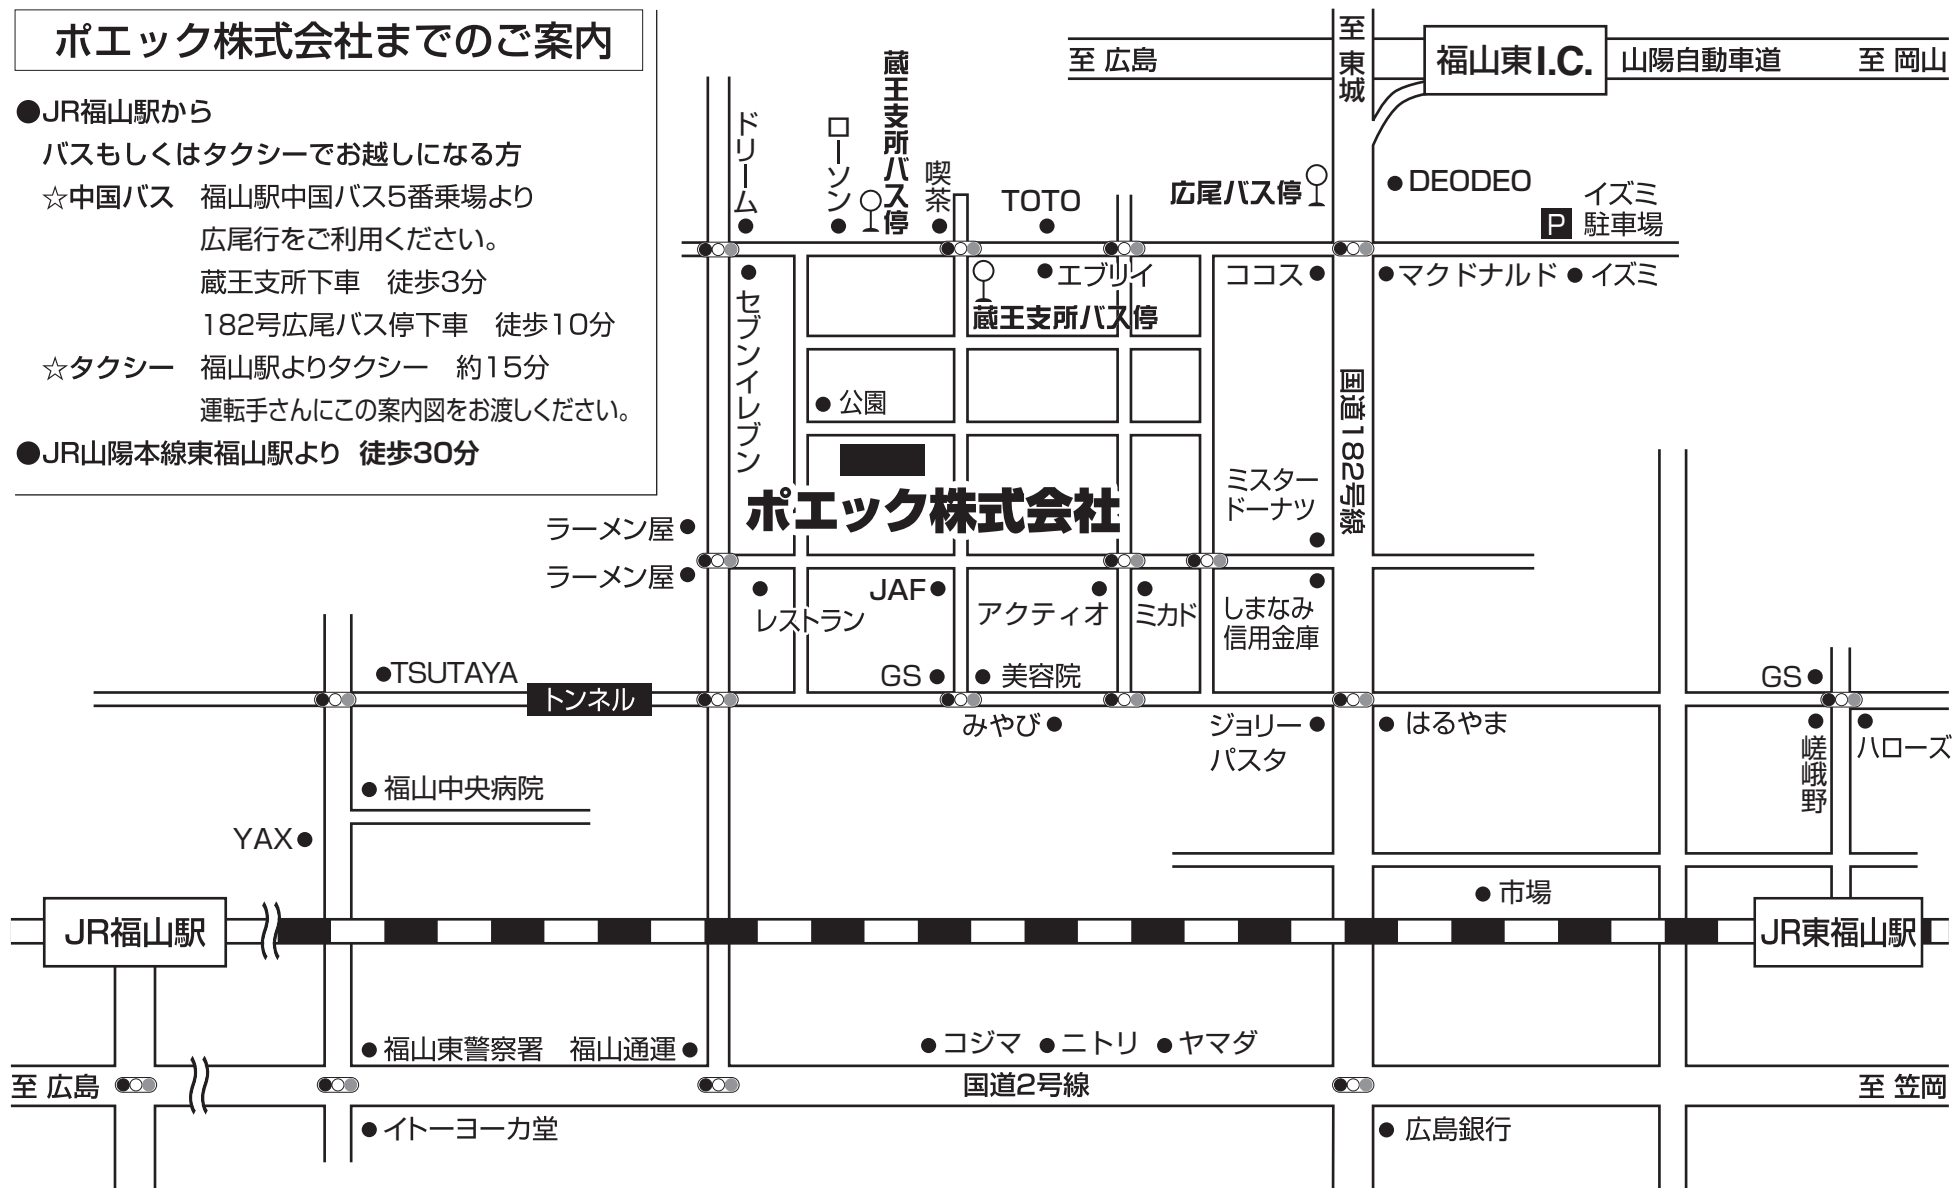 ポエック株式会社までのご案内
●JR福山駅から
バスもしくはタクシーでお越しになる方
☆中国バス　福山駅中国バス5番乗場より
広尾行をご利用ください。
蔵王支所下車　徒歩3分
182号広尾バス停下車　徒歩10分
☆タクシー　福山駅よりタクシー　約15分
運転手さんにこの案内図をお渡しください。
●JR山陽本線東福山駅より 徒歩30分
至 広島
至 東城
福山東I.C.
山陽自動車道
至 岡山
ドリーム
ローソン
蔵王支所バス停
喫茶
TOTO
広尾バス停
DEODEO
イズミ
駐車場
P
セブンイレブン
エブリイ
蔵王支所バス停
ココス
マクドナルド
イズミ
公園
国道182号線
ポエック株式会社
ミスター
ドーナツ
ラーメン屋
ラーメン屋
レストラン
JAF
アクティオ
ミカド
しまなみ
信用金庫
TSUTAYA
トンネル
GS
美容院
GS
みやび
ジョリー
パスタ
はるやま
嵯峨野
ハローズ
福山中央病院
YAX
市場
JR福山駅
JR東福山駅
福山東警察署
福山通運
コジマ
ニトリ
ヤマダ
至 広島
国道2号線
至 笠岡
イトーヨーカ堂
広島銀行